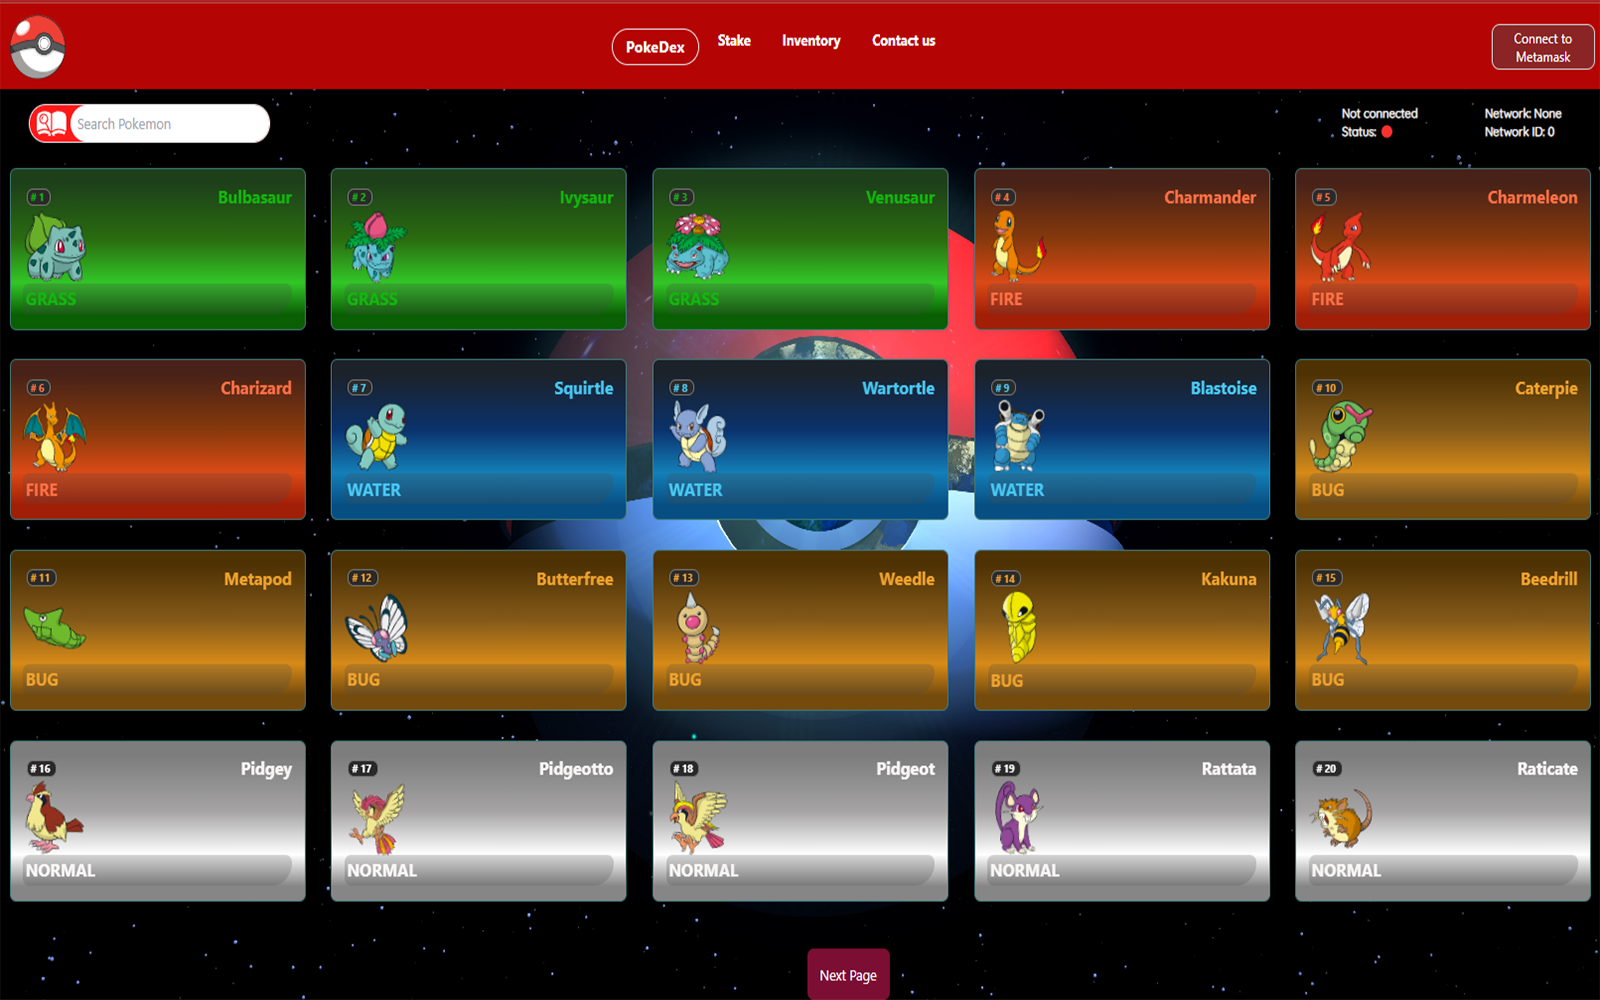 PokeDex
Stake
Inventory
Contact us
Connect to
Metamask
Search Pokemon
Not connected
Status:
Network: None
Network ID: 0
# 1
Bulbasaur
GRASS
# 2
Ivysaur
GRASS
# 3
Venusaur
GRASS
# 4
Charmander
FIRE
# 5
Charmeleon
FIRE
# 6
Charizard
FIRE
# 7
Squirtle
WATER
# 8
Wartortle
WATER
# 9
Blastoise
WATER
# 10
Caterpie
BUG
# 11
Metapod
BUG
# 12
Butterfree
BUG
# 13
Weedle
BUG
# 14
Kakuna
BUG
# 15
Beedrill
BUG
# 16
Pidgey
NORMAL
# 17
Pidgeotto
NORMAL
# 18
Pidgeot
NORMAL
# 19
Rattata
NORMAL
# 20
Raticate
NORMAL
Next Page